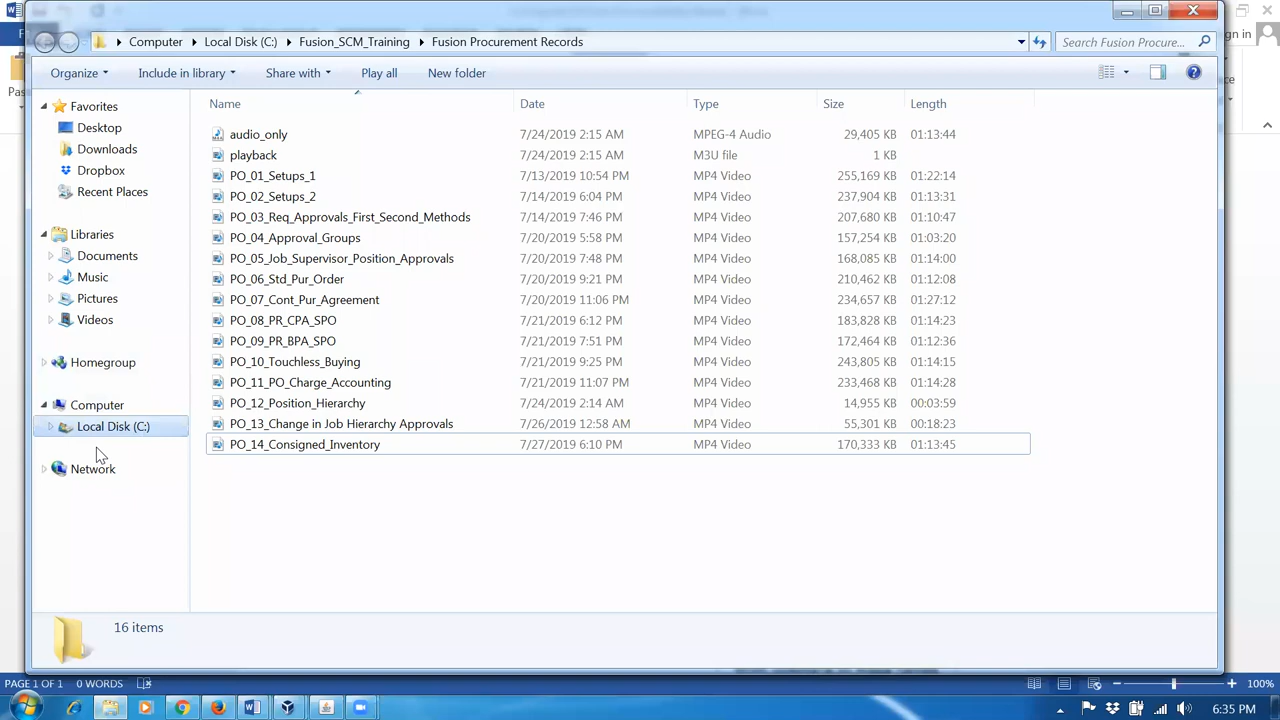 Computer Local Disk (C:) Fusion_SCM_Training Fusion Procurement Records Search Fusion Procure... ign in
Organize Include in library Share with Play all New folder
Pas
Favorites
Desktop
Downloads
Dropbox
Recent Places
Libraries
Documents
Music
Pictures
Videos
Homegroup
Computer
Local Disk (C:)
Network
Name Date Type Size Length
audio_only 7/24/2019 2:15 AM MPEG-4 Audio 29,405 KB 01:13:44
playback 7/24/2019 2:15 AM M3U file 1 KB
PO_01_Setups_1 7/13/2019 10:54 PM MP4 Video 255,169 KB 01:22:14
PO_02_Setups_2 7/14/2019 6:04 PM MP4 Video 237,904 KB 01:13:31
PO_03_Req_Approvals_First_Second_Methods 7/14/2019 7:46 PM MP4 Video 207,680 KB 01:10:47
PO_04_Approval_Groups 7/20/2019 5:58 PM MP4 Video 157,254 KB 01:03:20
PO_05_Job_Supervisor_Position_Approvals 7/20/2019 7:48 PM MP4 Video 168,085 KB 01:14:00
PO_06_Std_Pur_Order 7/20/2019 9:21 PM MP4 Video 210,462 KB 01:12:08
PO_07_Cont_Pur_Agreement 7/20/2019 11:06 PM MP4 Video 234,657 KB 01:27:12
PO_08_PR_CPA_SPO 7/21/2019 6:12 PM MP4 Video 183,828 KB 01:14:23
PO_09_PR_BPA_SPO 7/21/2019 7:51 PM MP4 Video 172,464 KB 01:12:36
PO_10_Touchless_Buying 7/21/2019 9:25 PM MP4 Video 243,805 KB 01:14:15
PO_11_PO_Charge_Accounting 7/21/2019 11:07 PM MP4 Video 233,468 KB 01:14:28
PO_12_Position_Hierarchy 7/24/2019 2:14 AM MP4 Video 14,955 KB 00:03:59
PO_13_Change in Job Hierarchy Approvals 7/26/2019 12:58 AM MP4 Video 55,301 KB 00:18:23
PO_14_Consigned_Inventory 7/27/2019 6:10 PM MP4 Video 170,333 KB 01:13:45
16 items
PAGE 1 OF 1 0 WORDS 100%
6:35 PM